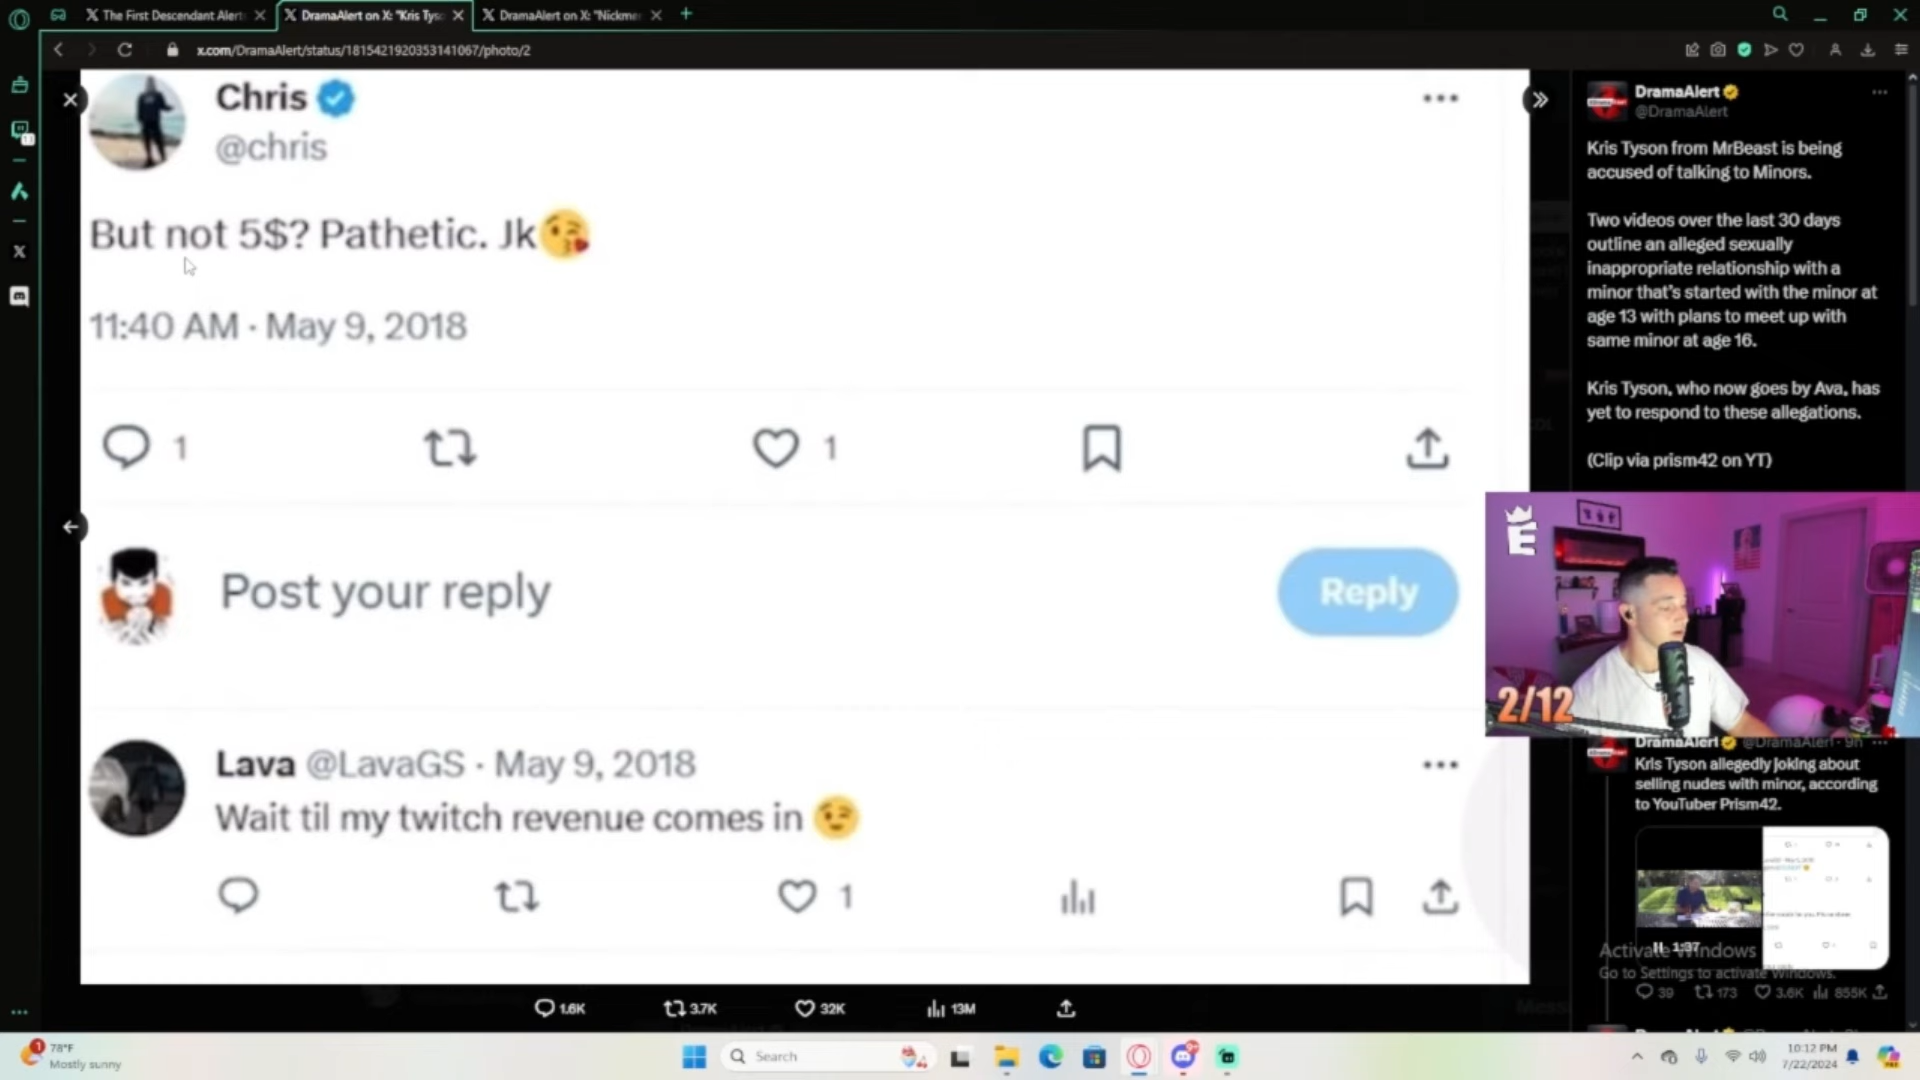 The First Descendant Alert
DramaAlert on X: "Kris Tyso
DramaAlert on X: "Nickmer
x.com/DramaAlert/status/1815421920353141067/photo/2
Chris
@chris
But not 5$? Pathetic. Jk😘
11:40 AM · May 9, 2018
1
1
Post your reply
Reply
Lava @LavaGS · May 9, 2018
Wait til my twitch revenue comes in 😉
1
1.6K
3.7K
32K
13M
DramaAlert
@DramaAlert
Kris Tyson from MrBeast is being
accused of talking to Minors.
Two videos over the last 30 days
outline an alleged sexually
inappropriate relationship with a
minor that's started with the minor at
age 13 with plans to meet up with
same minor at age 16.
Kris Tyson, who now goes by Ava, has
yet to respond to these allegations.
(Clip via prism42 on YT)
E
2/12
DramaAlert @DramaAlert · 9h
Kris Tyson allegedly joking about
selling nudes with minor, according
to YouTuber Prism42.
1:37
Activate Windows
Go to Settings to activate Windows.
39
173
3.6K
855K
1
78°F
Mostly sunny
Search
10:12 PM
7/22/2024